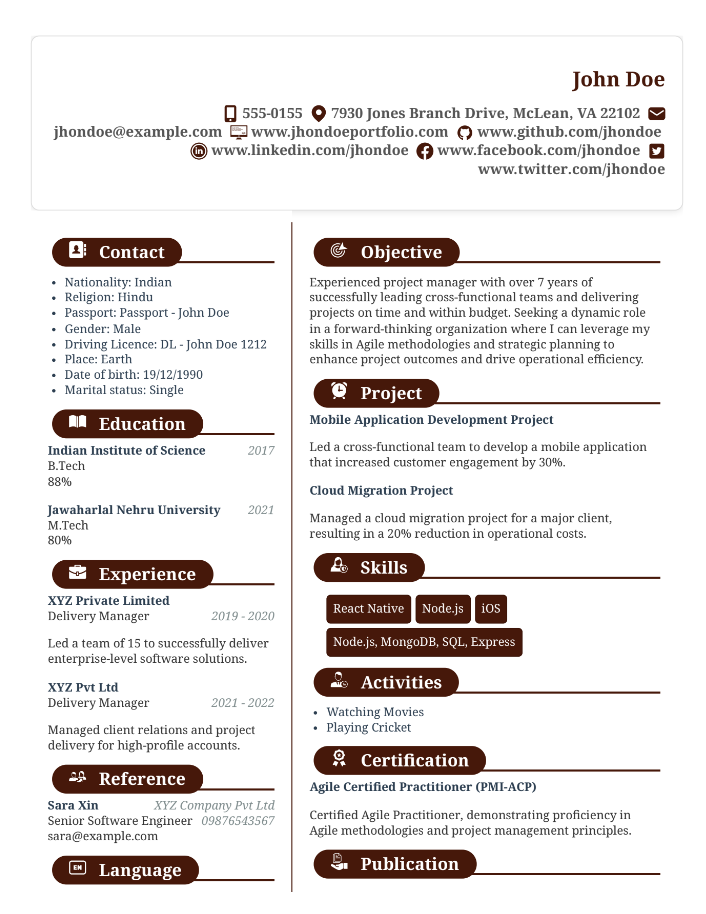 John Doe
555-0155 7930 Jones Branch Drive, McLean, VA 22102
jhondoe@example.com www.jhondoeportfolio.com www.github.com/jhondoe
www.linkedin.com/jhondoe www.facebook.com/jhondoe
www.twitter.com/jhondoe
Contact
Nationality: Indian
Religion: Hindu
Passport: Passport - John Doe
Gender: Male
Driving Licence: DL - John Doe 1212
Place: Earth
Date of birth: 19/12/1990
Marital status: Single
Education
Indian Institute of Science 2017
B.Tech
88%
Jawaharlal Nehru University 2021
M.Tech
80%
Experience
XYZ Private Limited
Delivery Manager 2019 - 2020
Led a team of 15 to successfully deliver
enterprise-level software solutions.
XYZ Pvt Ltd
Delivery Manager 2021 - 2022
Managed client relations and project
delivery for high-profile accounts.
Reference
Sara Xin XYZ Company Pvt Ltd
Senior Software Engineer 09876543567
sara@example.com
EN Language
Objective
Experienced project manager with over 7 years of
successfully leading cross-functional teams and delivering
projects on time and within budget. Seeking a dynamic role
in a forward-thinking organization where I can leverage my
skills in Agile methodologies and strategic planning to
enhance project outcomes and drive operational efficiency.
Project
Mobile Application Development Project
Led a cross-functional team to develop a mobile application
that increased customer engagement by 30%.
Cloud Migration Project
Managed a cloud migration project for a major client,
resulting in a 20% reduction in operational costs.
Skills
React Native Node.js iOS
Node.js, MongoDB, SQL, Express
Activities
Watching Movies
Playing Cricket
Certification
Agile Certified Practitioner (PMI-ACP)
Certified Agile Practitioner, demonstrating proficiency in
Agile methodologies and project management principles.
Publication